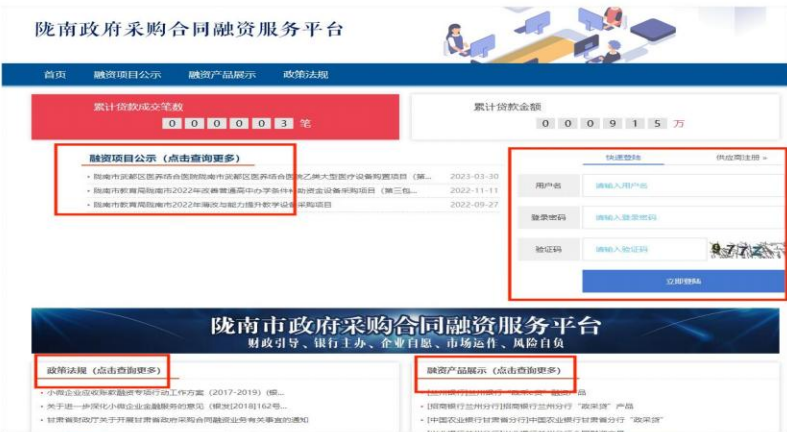 陇南政府采购合同融资服务平台
首页 融资项目公示 融资产品展示 政策法规
累计贷款成交笔数
0 0 0 0 0 3 笔
累计贷款金额
0 0 0 9 1 5 万
融资项目公示（点击查询更多）
• 陇南市武都区医养结合医院陇南市武都区医养结合医院乙类大型医疗设备购置项目（第... 2023-03-30
• 陇南市教育局陇南市2022年改善普通高中办学条件补助资金设备采购项目（第三包... 2022-11-11
• 陇南市教育局陇南市2022年海改与能力提升教学设备采购项目 2022-09-27
快速登陆 供应商注册 »
用户名 请输入用户名
登录密码 请输入登录密码
验证码 请输入验证码
立即登陆
陇南市政府采购合同融资服务平台
财政引导、银行主办、企业自愿、市场运作、风险自负
政策法规（点击查询更多）
• 小微企业应收账款融资专项行动工作方案（2017-2019）（银...
• 关于进一步深化小微企业金融服务的意见（银发[2018]162号...
• 甘肃省财政厅关于开展甘肃省政府采购合同融资业务有关事宜的通知
融资产品展示（点击查询更多）
• [兰州银行]兰州银行“政采e贷”融资产品
• [招商银行兰州分行]招商银行兰州分行“政采贷”产品
• [中国农业银行甘肃省分行]中国农业银行甘肃省分行“政采贷”